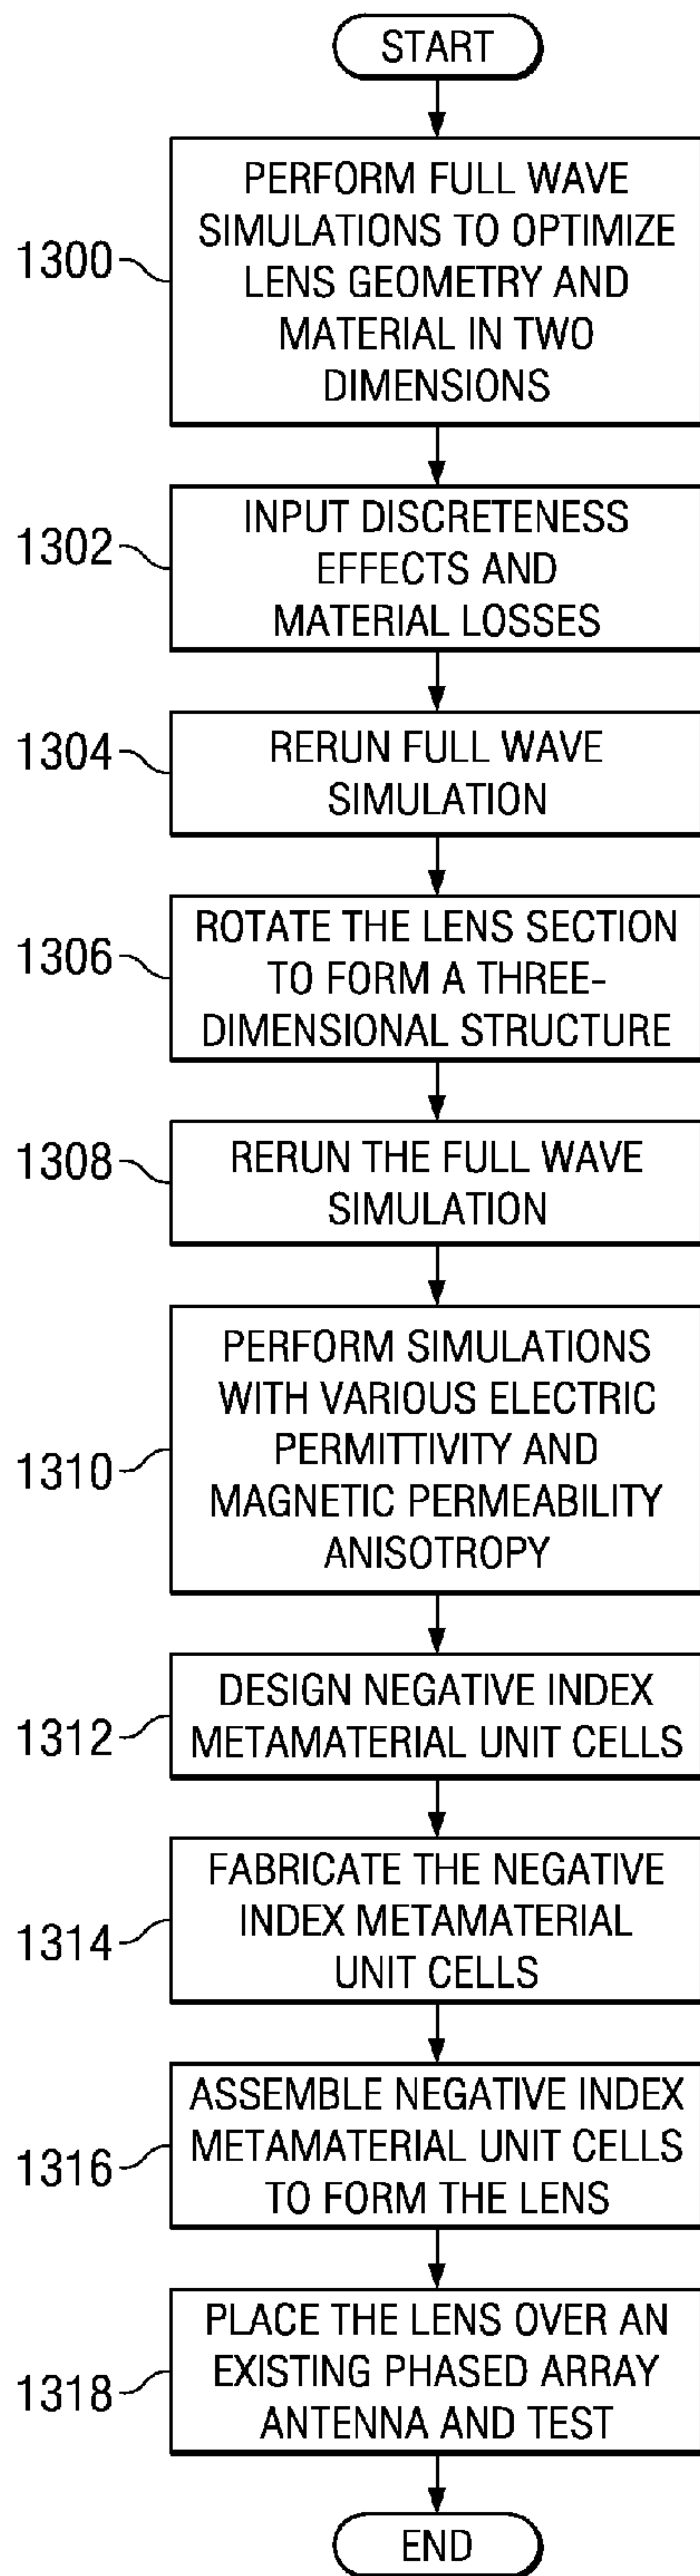 START
1300
PERFORM FULL WAVE
SIMULATIONS TO OPTIMIZE
LENS GEOMETRY AND
MATERIAL IN TWO
DIMENSIONS
1302
INPUT DISCRETENESS
EFFECTS AND
MATERIAL LOSSES
1304
RERUN FULL WAVE
SIMULATION
1306
ROTATE THE LENS SECTION
TO FORM A THREE-
DIMENSIONAL STRUCTURE
1308
RERUN THE FULL WAVE
SIMULATION
1310
PERFORM SIMULATIONS
WITH VARIOUS ELECTRIC
PERMITTIVITY AND
MAGNETIC PERMEABILITY
ANISOTROPY
1312
DESIGN NEGATIVE INDEX
METAMATERIAL UNIT CELLS
1314
FABRICATE THE NEGATIVE
INDEX METAMATERIAL
UNIT CELLS
1316
ASSEMBLE NEGATIVE INDEX
METAMATERIAL UNIT CELLS
TO FORM THE LENS
1318
PLACE THE LENS OVER AN
EXISTING PHASED ARRAY
ANTENNA AND TEST
END